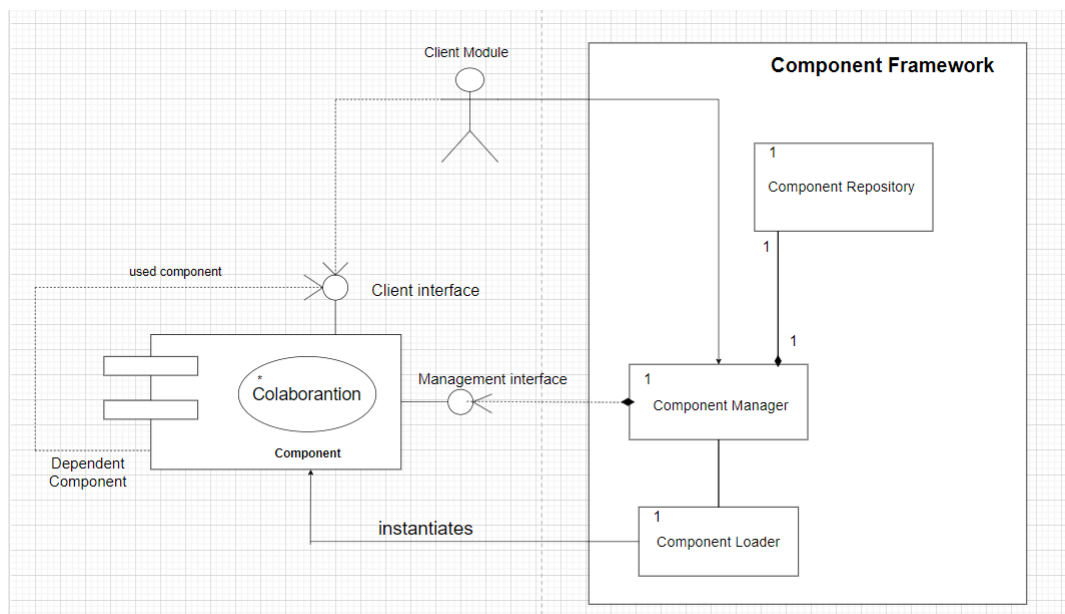 Client Module
Component Framework
1
Component Repository
1
used component
Client interface
1
Management interface
1
Component Manager
*
Colaborantion
Component
Dependent
Component
1
instantiates
Component Loader